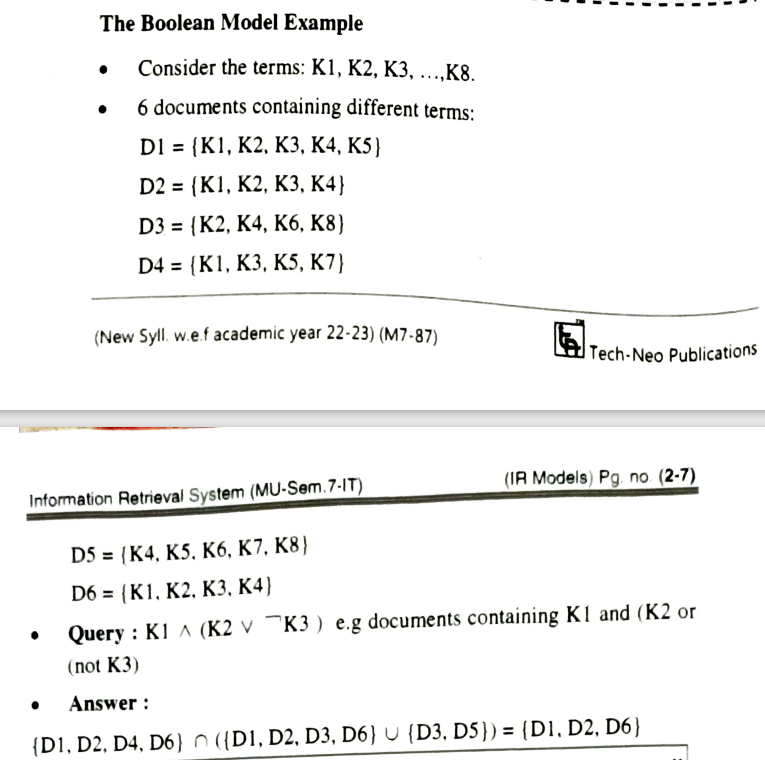 The Boolean Model Example
• Consider the terms: K1, K2, K3, ...,K8.
• 6 documents containing different terms:
D1 = {K1, K2, K3, K4, K5}
D2 = {K1, K2, K3, K4}
D3 = {K2, K4, K6, K8}
D4 = {K1, K3, K5, K7}
(New Syll. w.e.f academic year 22-23) (M7-87)
Tech-Neo Publications
Information Retrieval System (MU-Sem.7-IT)
(IR Models) Pg. no. (2-7)
D5 = {K4, K5, K6, K7, K8}
D6 = {K1, K2, K3, K4}
• Query : K1 ∧ (K2 ∨ ¬K3 ) e.g documents containing K1 and (K2 or
(not K3)
• Answer :
{D1, D2, D4, D6} ∩ ({D1, D2, D3, D6} ∪ {D3, D5}) = {D1, D2, D6}